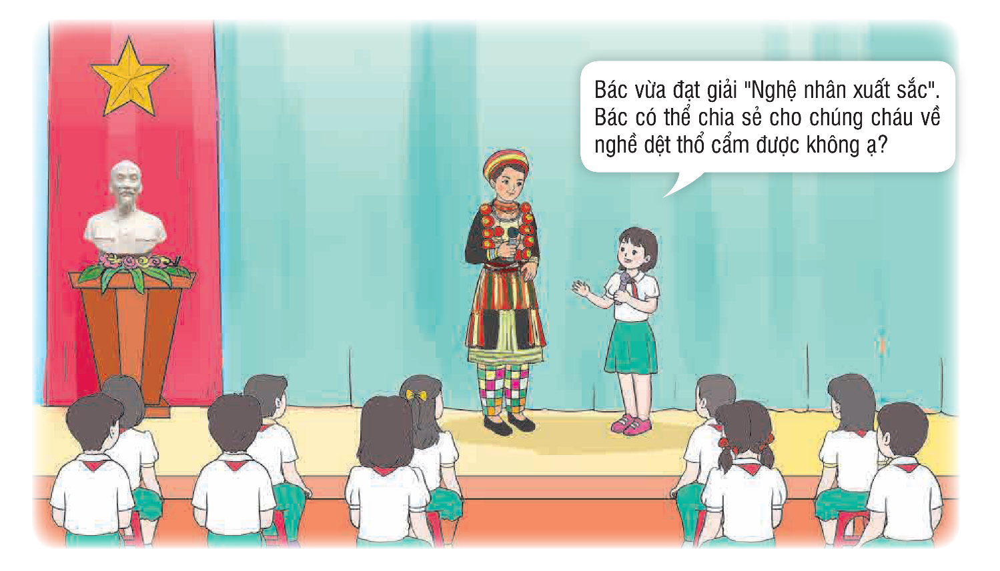 Bác vừa đạt giải "Nghệ nhân xuất sắc".
Bác có thể chia sẻ cho chúng cháu về
nghề dệt thổ cẩm được không ạ?